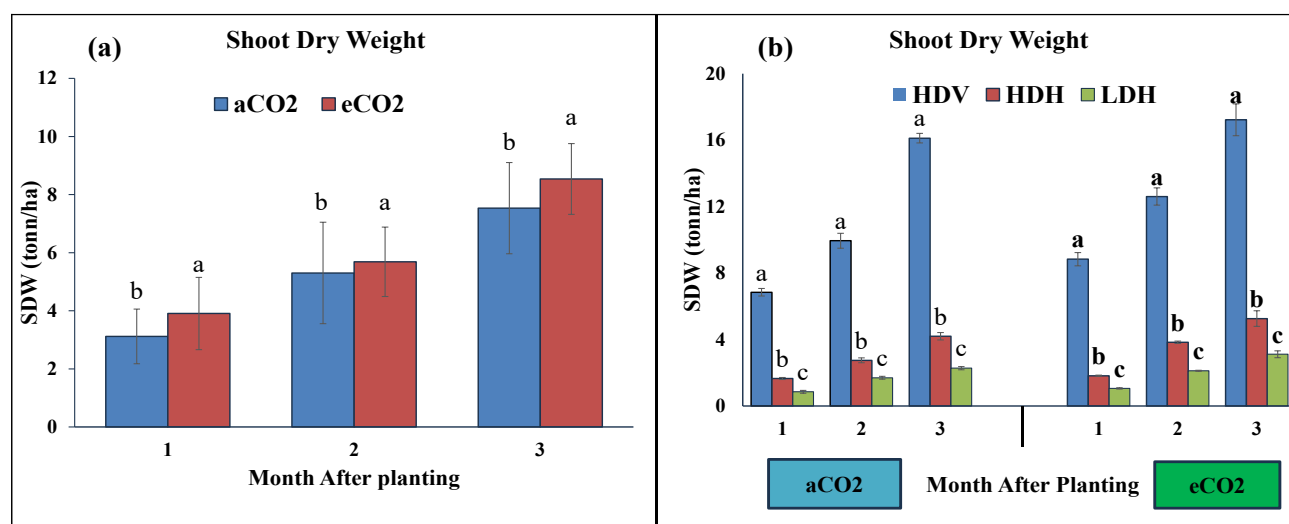 (a)
Shoot Dry Weight
aCO2 eCO2
SDW (tonn/ha)
12
10
8
6
4
2
0
b a
b a
b a
1 2 3
Month After planting
(b)
Shoot Dry Weight
HDV HDH LDH
SDW (tonn/ha)
20
16
12
8
4
0
a b c
a b c
a b c
a b c
a b c
a b c
1 2 3 1 2 3
aCO2 Month After Planting eCO2